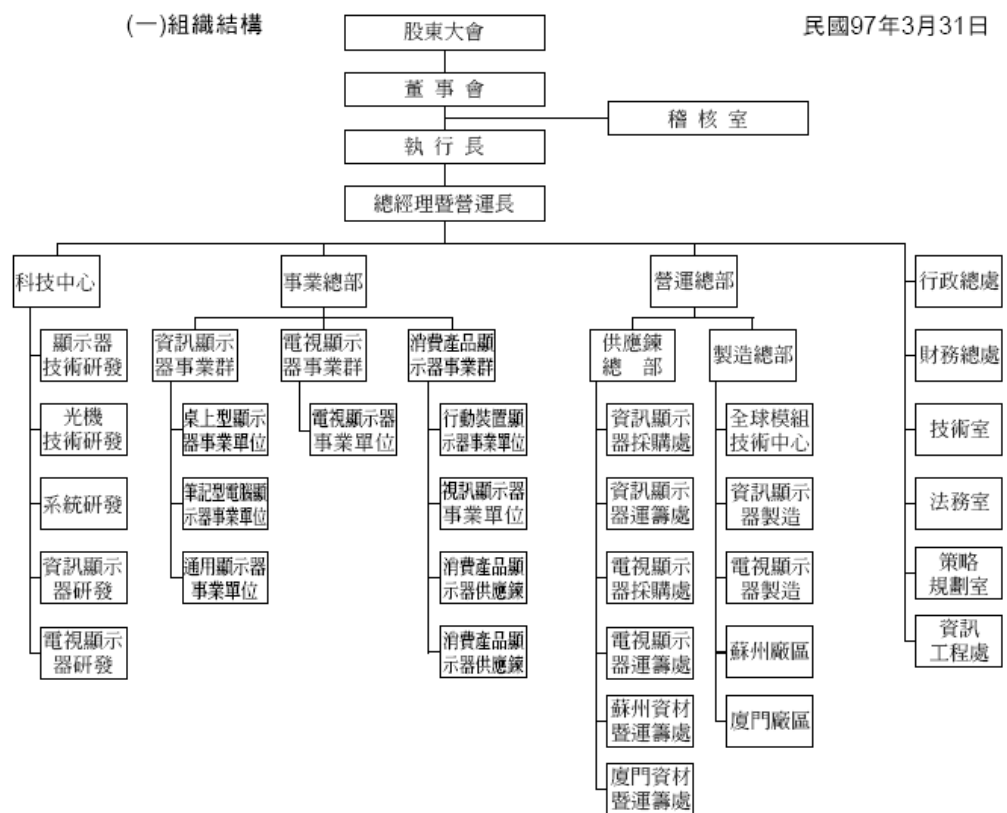 (一)組織結構
民國97年3月31日
股東大會
董事會
稽核室
執行長
總經理暨營運長
科技中心
事業總部
營運總部
行政總處
顯示器
技術研發
資訊顯示
器事業群
電視顯示
器事業群
消費產品顯
示器事業群
供應鍊
總 部
製造總部
財務總處
光機
技術研發
桌上型顯示
器事業單位
電視顯示器
事業單位
行動裝置顯
示器事業單位
資訊顯示
器採購處
全球模組
技術中心
技術室
系統研發
筆記型電腦顯
示器事業單位
視訊顯示器
事業單位
資訊顯示
器運籌處
資訊顯示
器製造
法務室
資訊顯示
器研發
通用顯示器
事業單位
消費產品顯
示器供應鍊
電視顯示
器採購處
電視顯示
器製造
策略
規劃室
電視顯示
器研發
消費產品顯
示器供應鍊
電視顯示
器運籌處
蘇州廠區
資訊
工程處
蘇州資材
暨運籌處
廈門廠區
廈門資材
暨運籌處